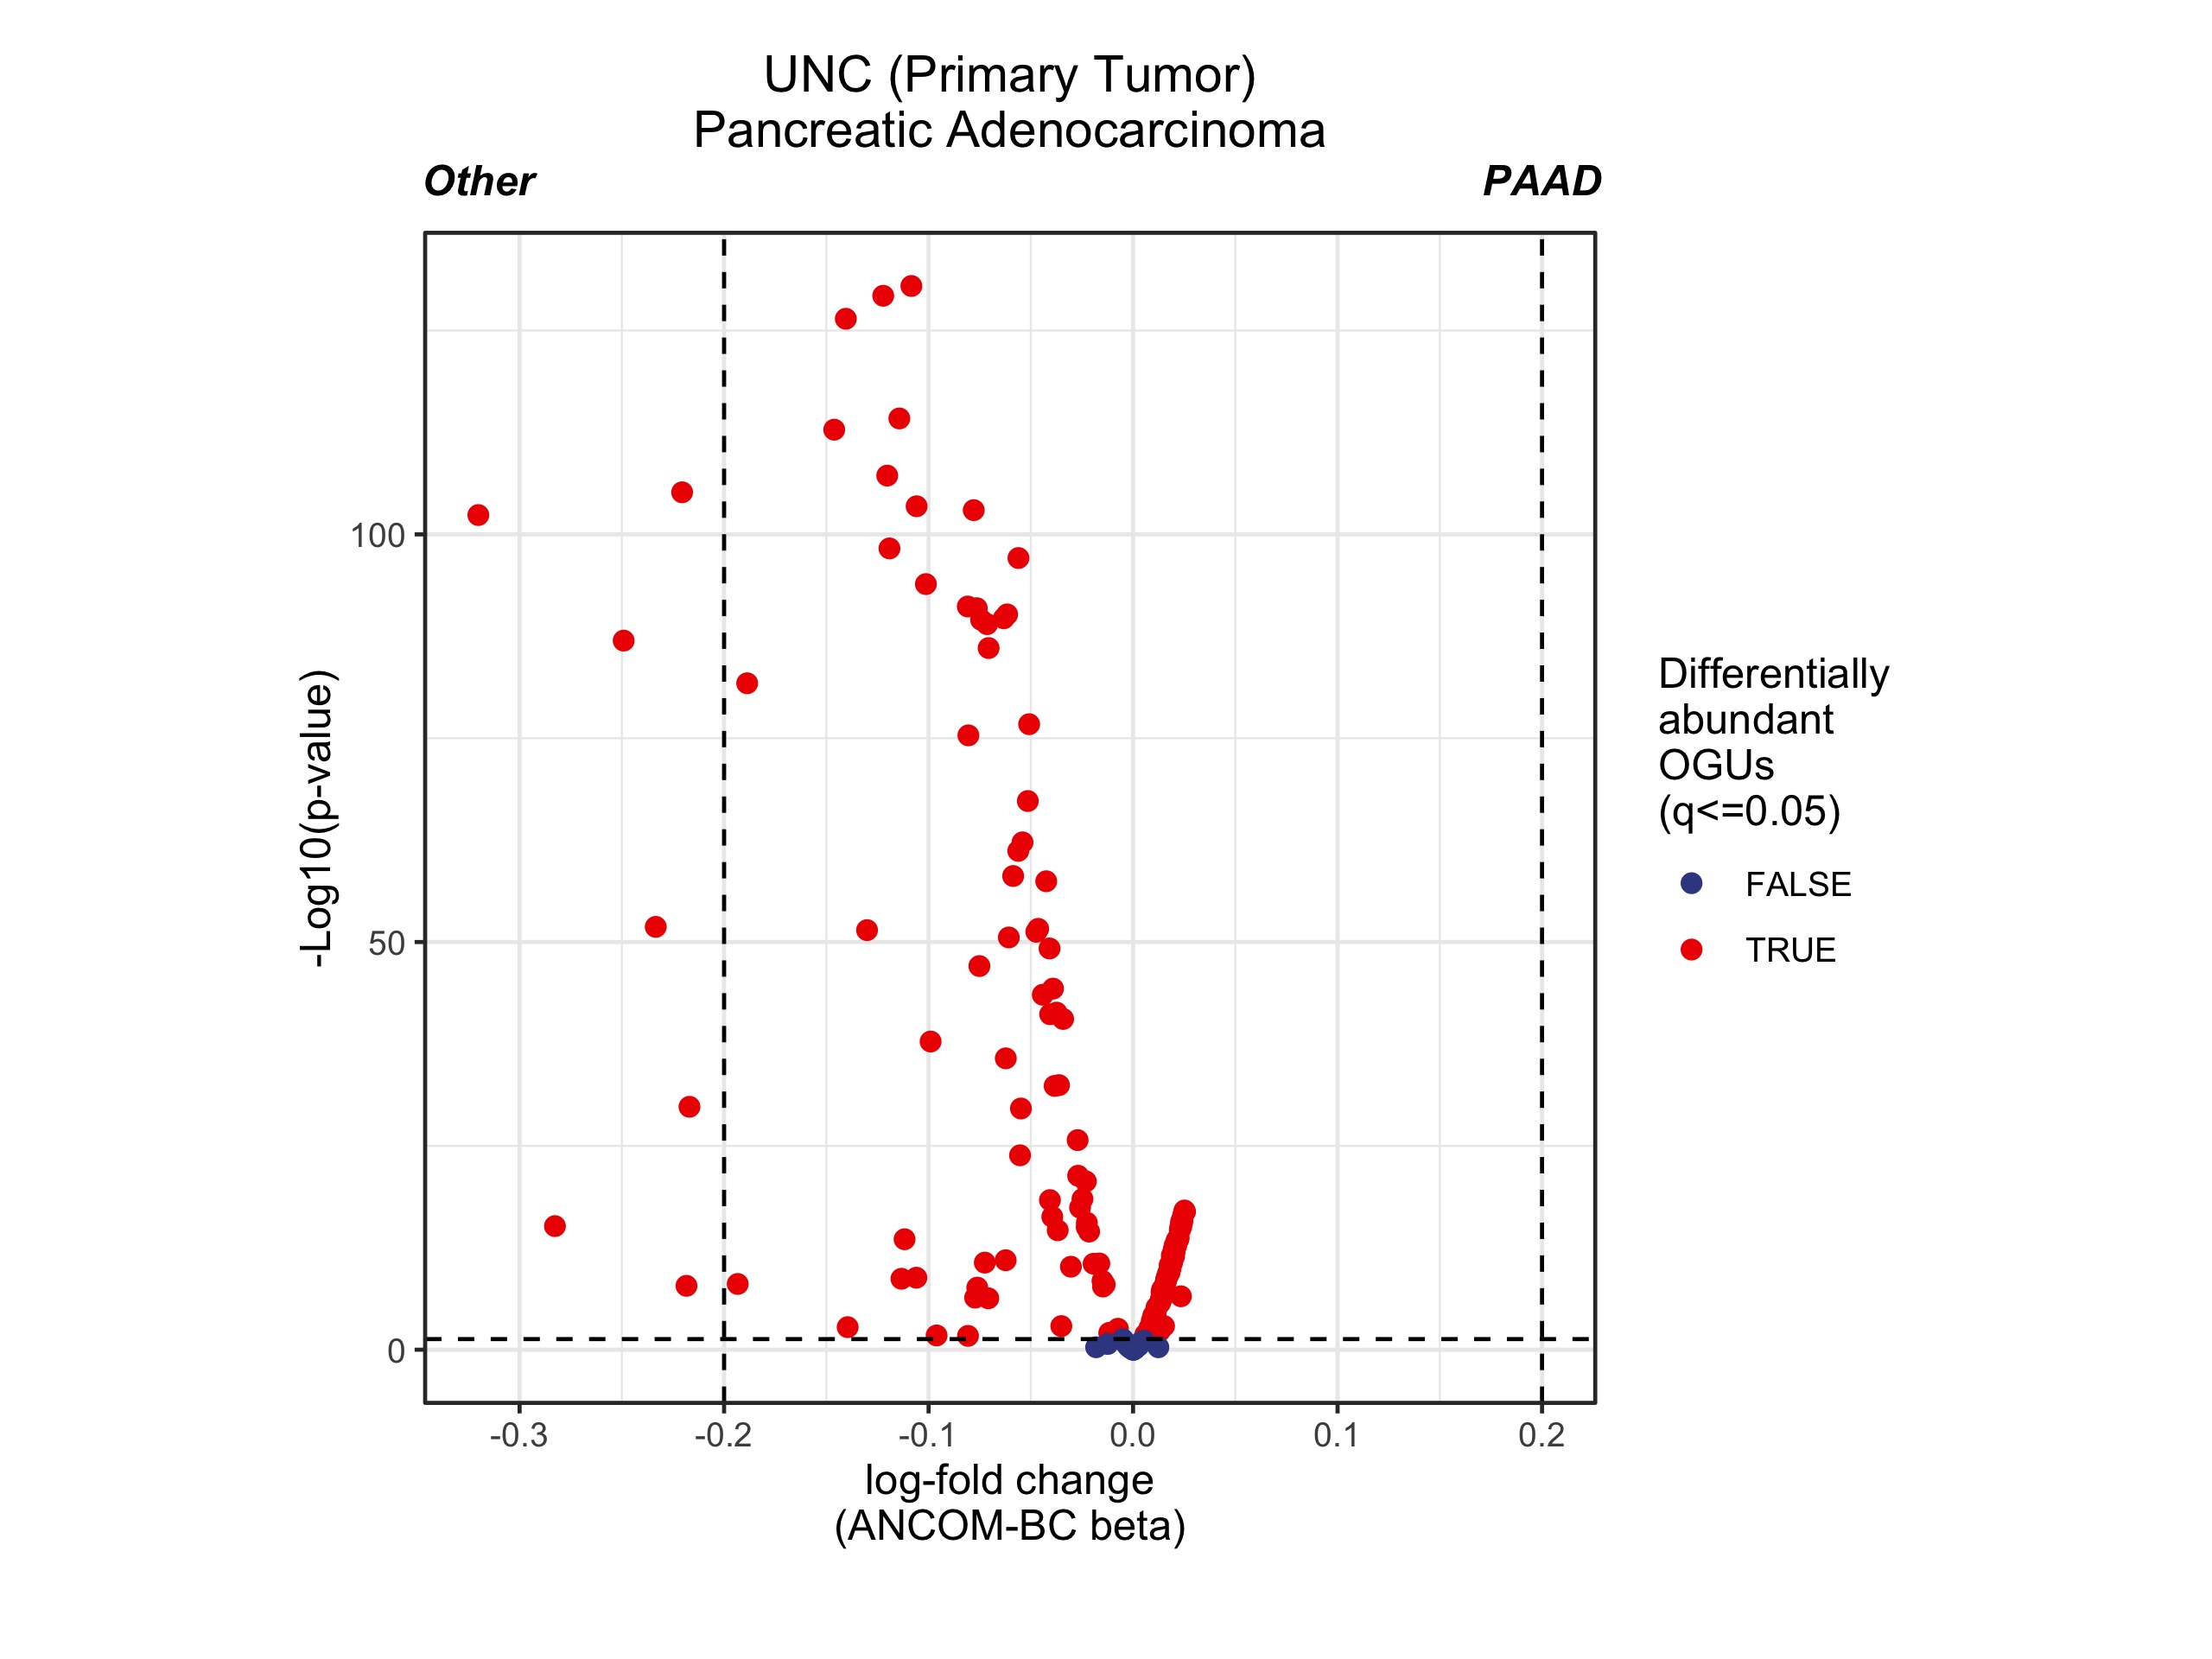 UNC (Primary Tumor)
Pancreatic Adenocarcinoma
Other
PAAD
-Log10(p-value)
100
50
0
-0.3
-0.2
-0.1
0.0
0.1
0.2
log-fold change
(ANCOM-BC beta)
Differentially
abundant
OGUs
(q<=0.05)
FALSE
TRUE